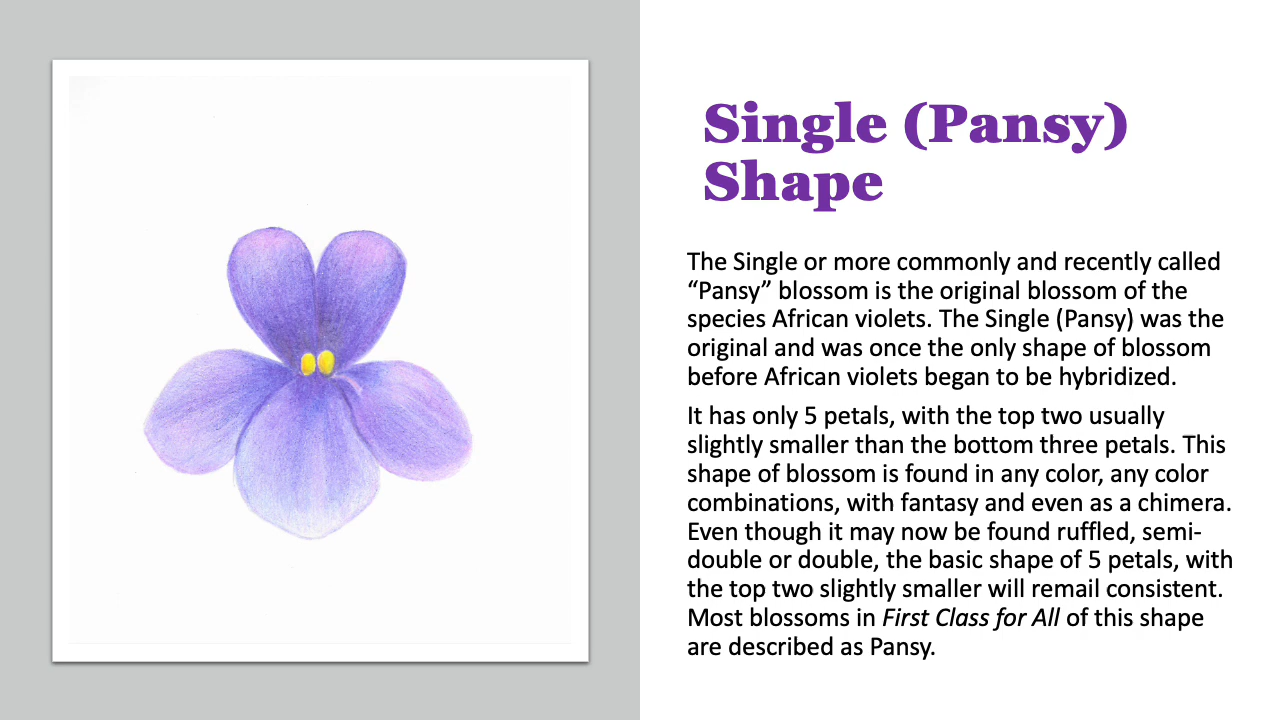 Single (Pansy)
Shape
The Single or more commonly and recently called
“Pansy” blossom is the original blossom of the
species African violets. The Single (Pansy) was the
original and was once the only shape of blossom
before African violets began to be hybridized.
It has only 5 petals, with the top two usually
slightly smaller than the bottom three petals. This
shape of blossom is found in any color, any color
combinations, with fantasy and even as a chimera.
Even though it may now be found ruffled, semi-
double or double, the basic shape of 5 petals, with
the top two slightly smaller will remail consistent.
Most blossoms in First Class for All of this shape
are described as Pansy.